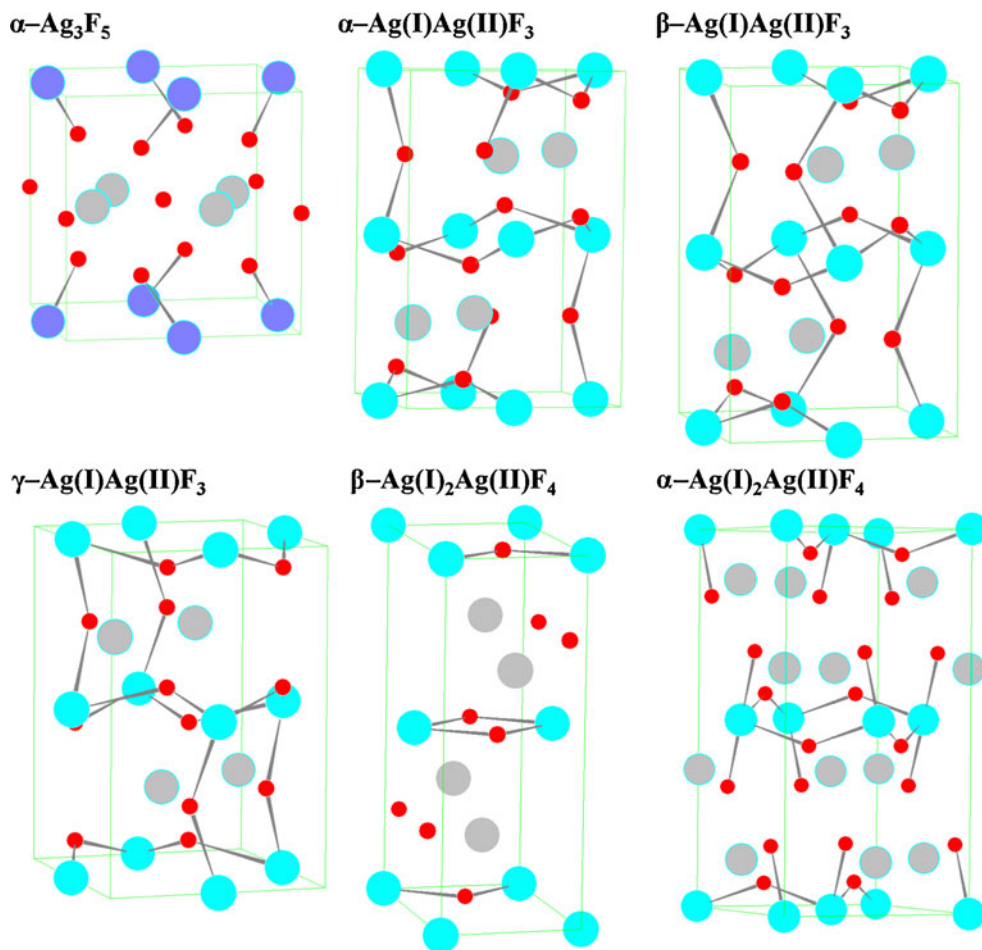 α–Ag₃F₅
α–Ag(I)Ag(II)F₃
β–Ag(I)Ag(II)F₃
γ–Ag(I)Ag(II)F₃
β–Ag(I)₂Ag(II)F₄
α–Ag(I)₂Ag(II)F₄